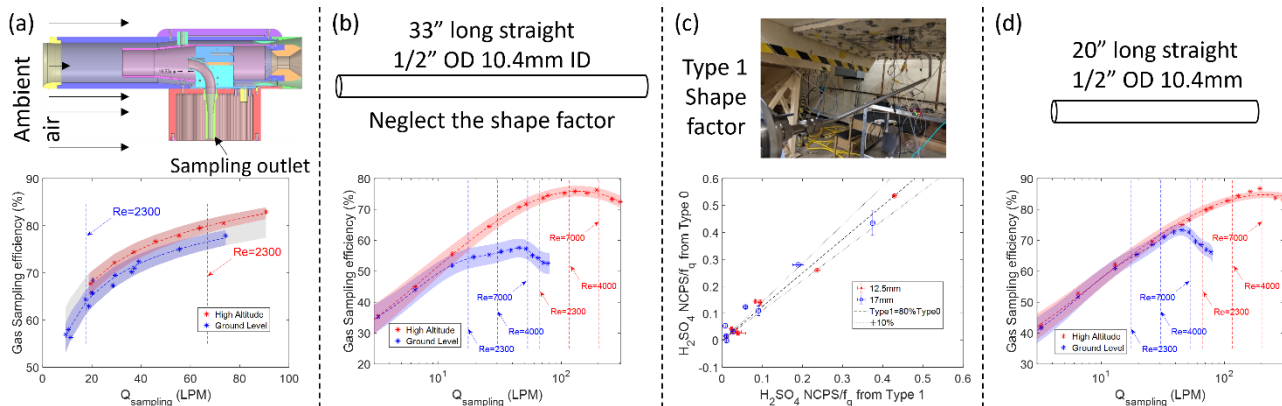 (a)
Ambient
air
Sampling outlet
Gas Sampling efficiency (%)
90
80
70
60
50
Re=2300
Re=2300
High Altitude
Ground Level
0
20
40
60
80
100
Q_sampling (LPM)
(b)
33” long straight
1/2” OD 10.4mm ID
Neglect the shape factor
Gas Sampling efficiency (%)
80
70
60
50
40
30
20
Re=7000
Re=7000
Re=4000
Re=2300
Re=4000
Re=2300
High Altitude
Ground Level
10^1
10^2
Q_sampling (LPM)
(c)
Type 1
Shape
factor
H2SO4 NCPS/f_q from Type 0
0.6
0.5
0.4
0.3
0.2
0.1
0
-0.1
12.5mm
17mm
Type1=80%Type0
±10%
0
0.1
0.2
0.3
0.4
0.5
0.6
H2SO4 NCPS/f_q from Type 1
(d)
20” long straight
1/2” OD 10.4mm
Gas Sampling efficiency (%)
90
80
70
60
50
40
30
Re=7000
Re=7000
Re=4000
Re=4000
Re=2300
Re=2300
High Altitude
Ground Level
10^1
10^2
Q_sampling (LPM)